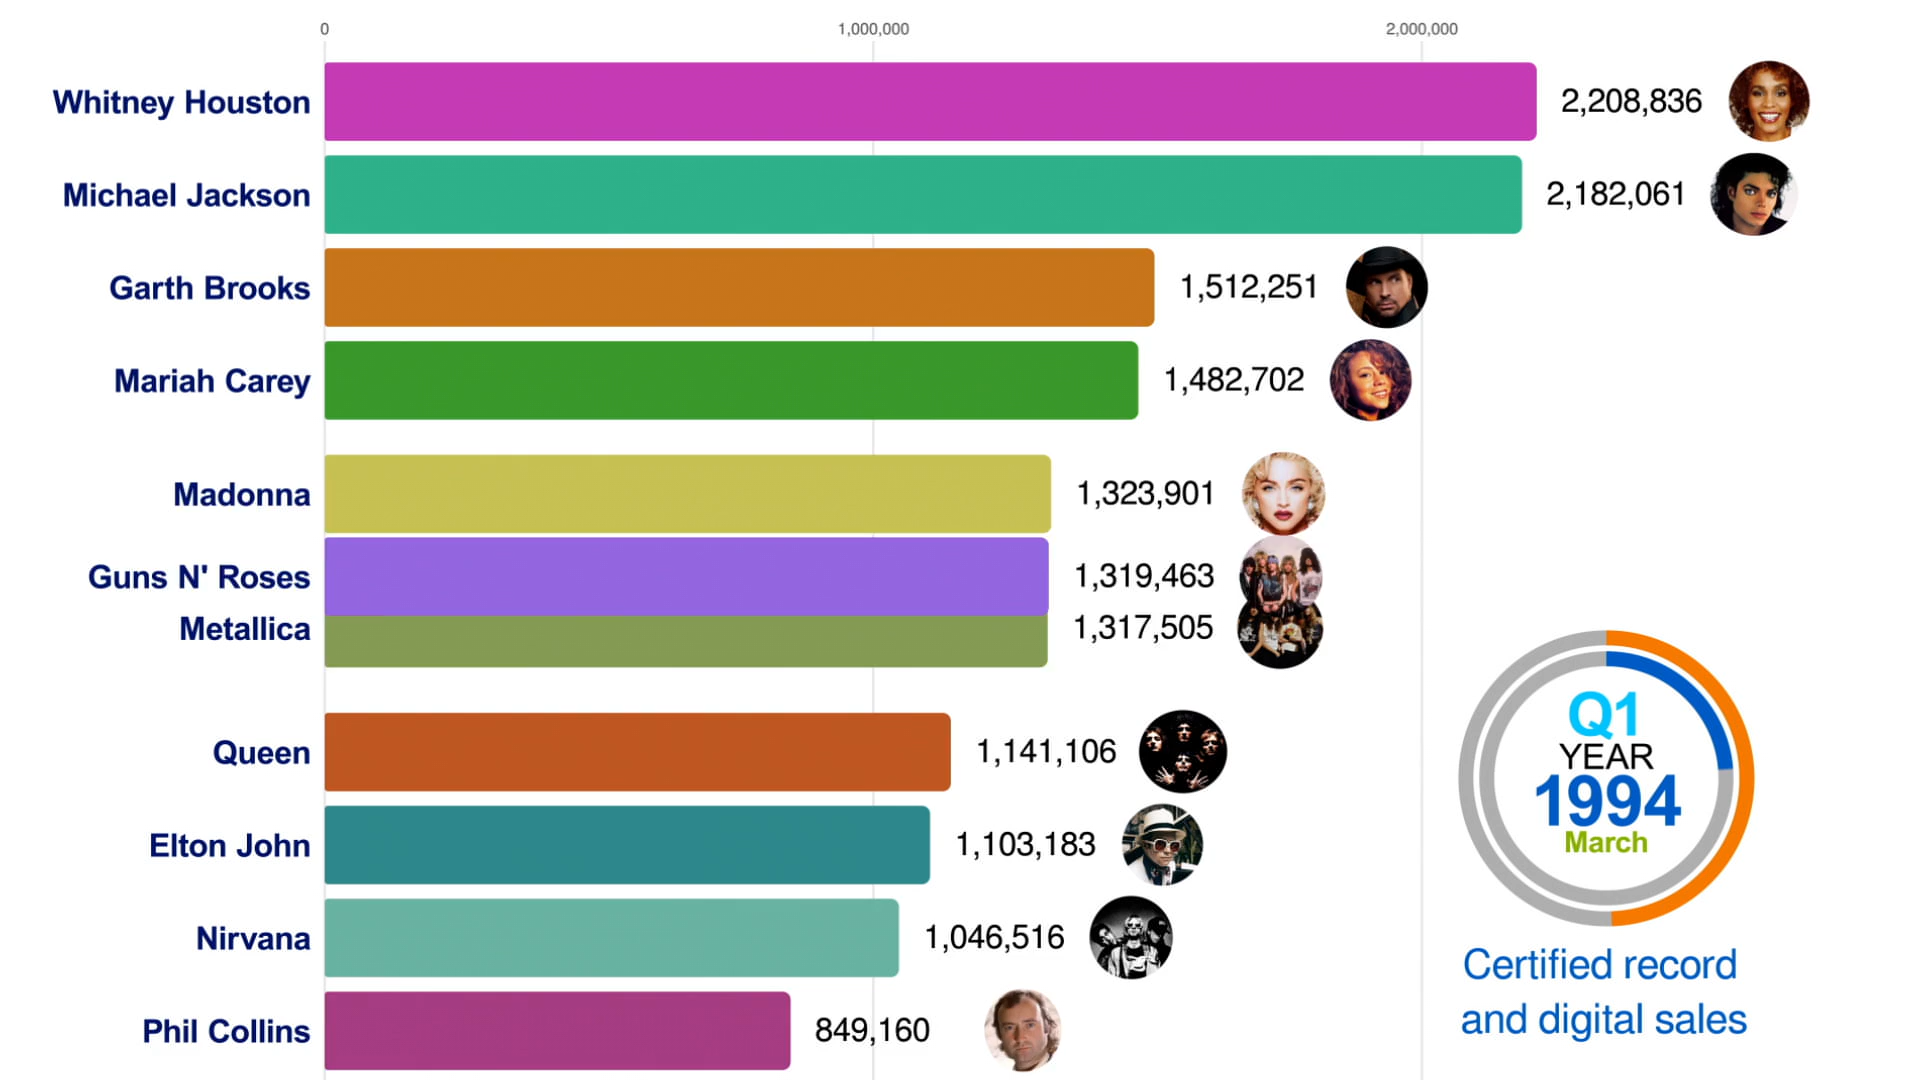 0 1,000,000 2,000,000
Whitney Houston 2,208,836
Michael Jackson 2,182,061
Garth Brooks 1,512,251
Mariah Carey 1,482,702
Madonna 1,323,901
Guns N' Roses 1,319,463
Metallica 1,317,505
Queen 1,141,106
Elton John 1,103,183
Nirvana 1,046,516
Phil Collins 849,160
Q1
YEAR
1994
March
Certified record
and digital sales